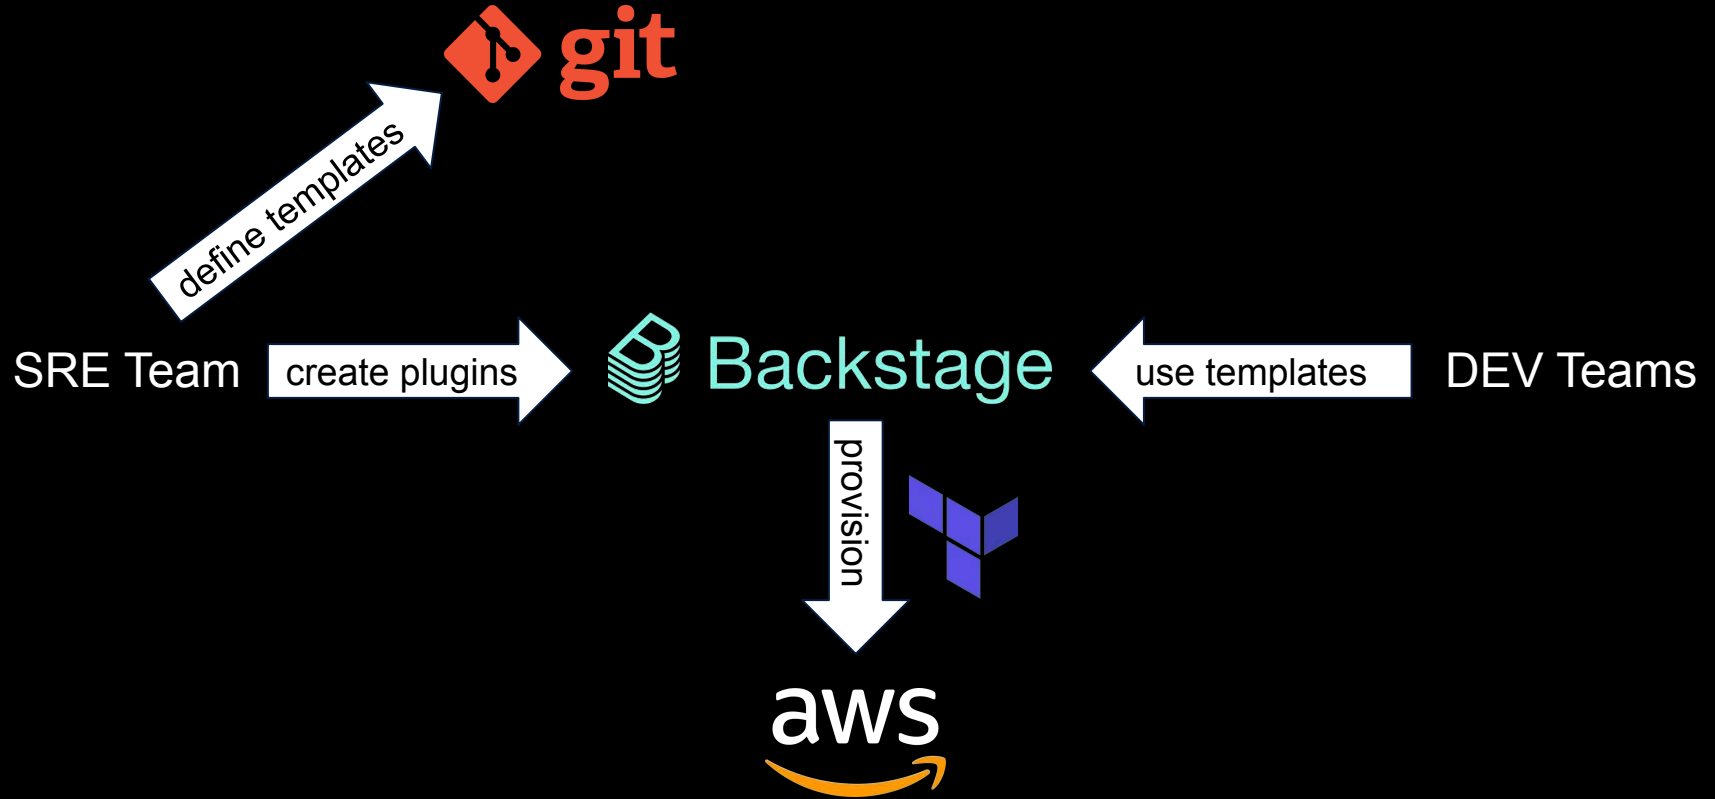 git
define templates
SRE Team
create plugins
Backstage
use templates
DEV Teams
provision
aws